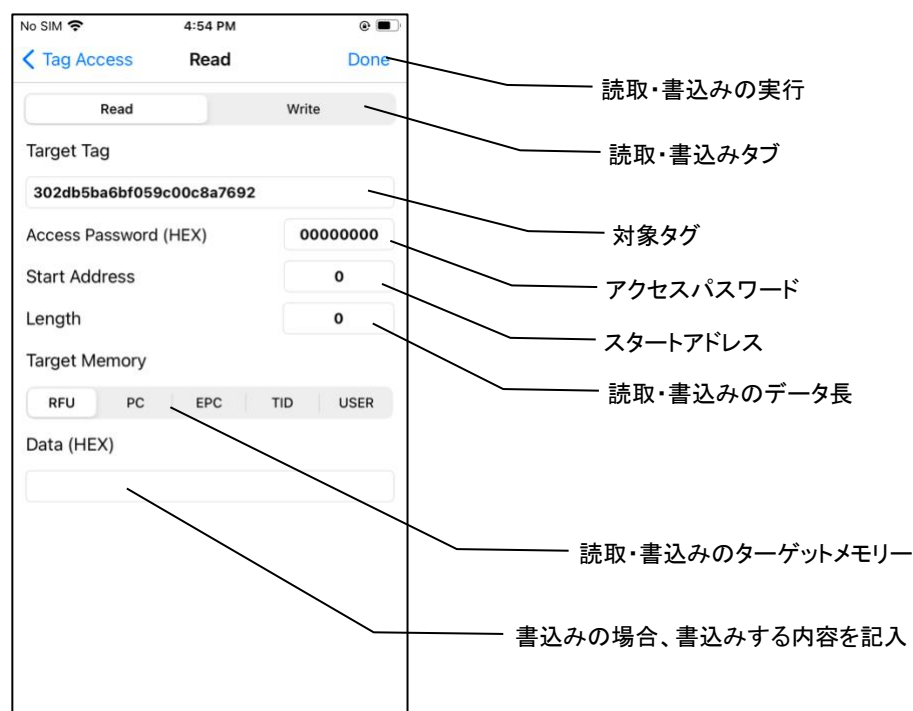 No SIM 4:54 PM
Tag Access Read Done
読取・書込みの実行
Read Write
読取・書込みタブ
Target Tag
302db5ba6bf059c00c8a7692
対象タグ
Access Password (HEX) 00000000
アクセスパスワード
Start Address 0
スタートアドレス
Length 0
読取・書込みのデータ長
Target Memory
RFU PC EPC TID USER
読取・書込みのターゲットメモリー
Data (HEX)
書込みの場合、書込みする内容を記入